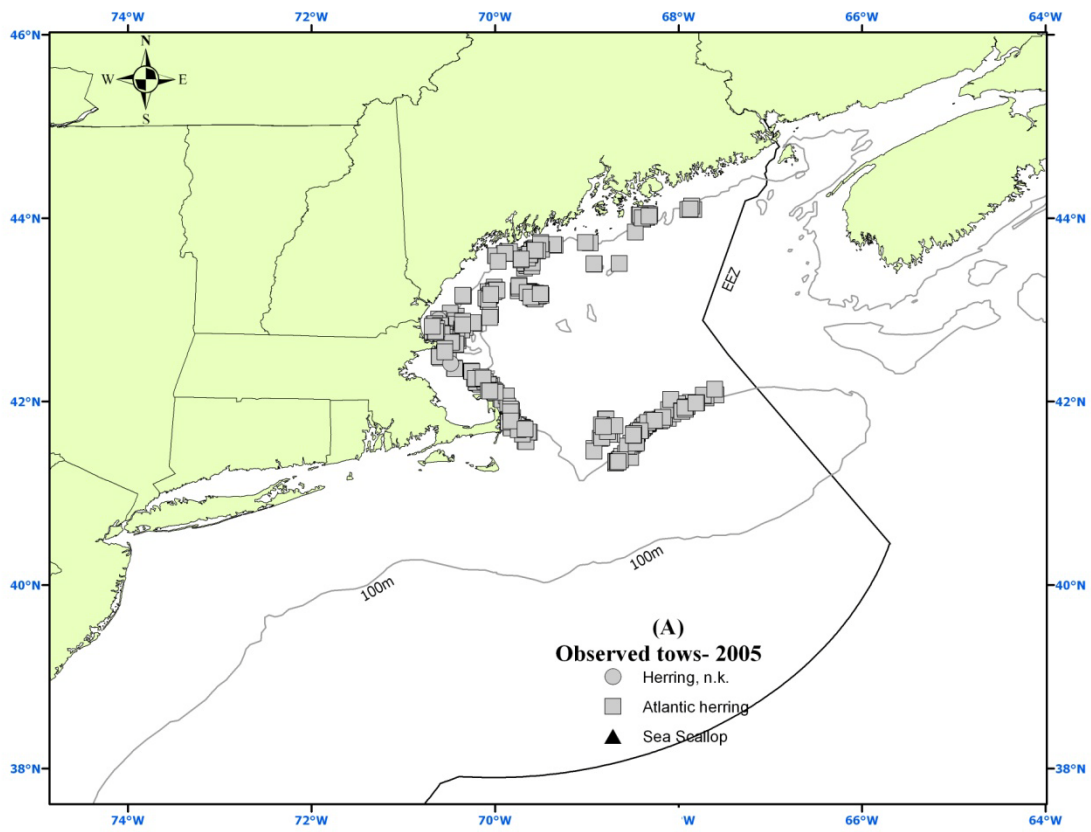 74°W 72°W 70°W 68°W 66°W 64°W
46°N
N
W E
S
EEZ
44°N 44°N
42°N 42°N
100m 100m
40°N 40°N
(A)
Observed tows- 2005
Herring, n.k.
Atlantic herring
Sea Scallop
38°N 38°N
74°W 72°W 70°W °W 66°W 64°W